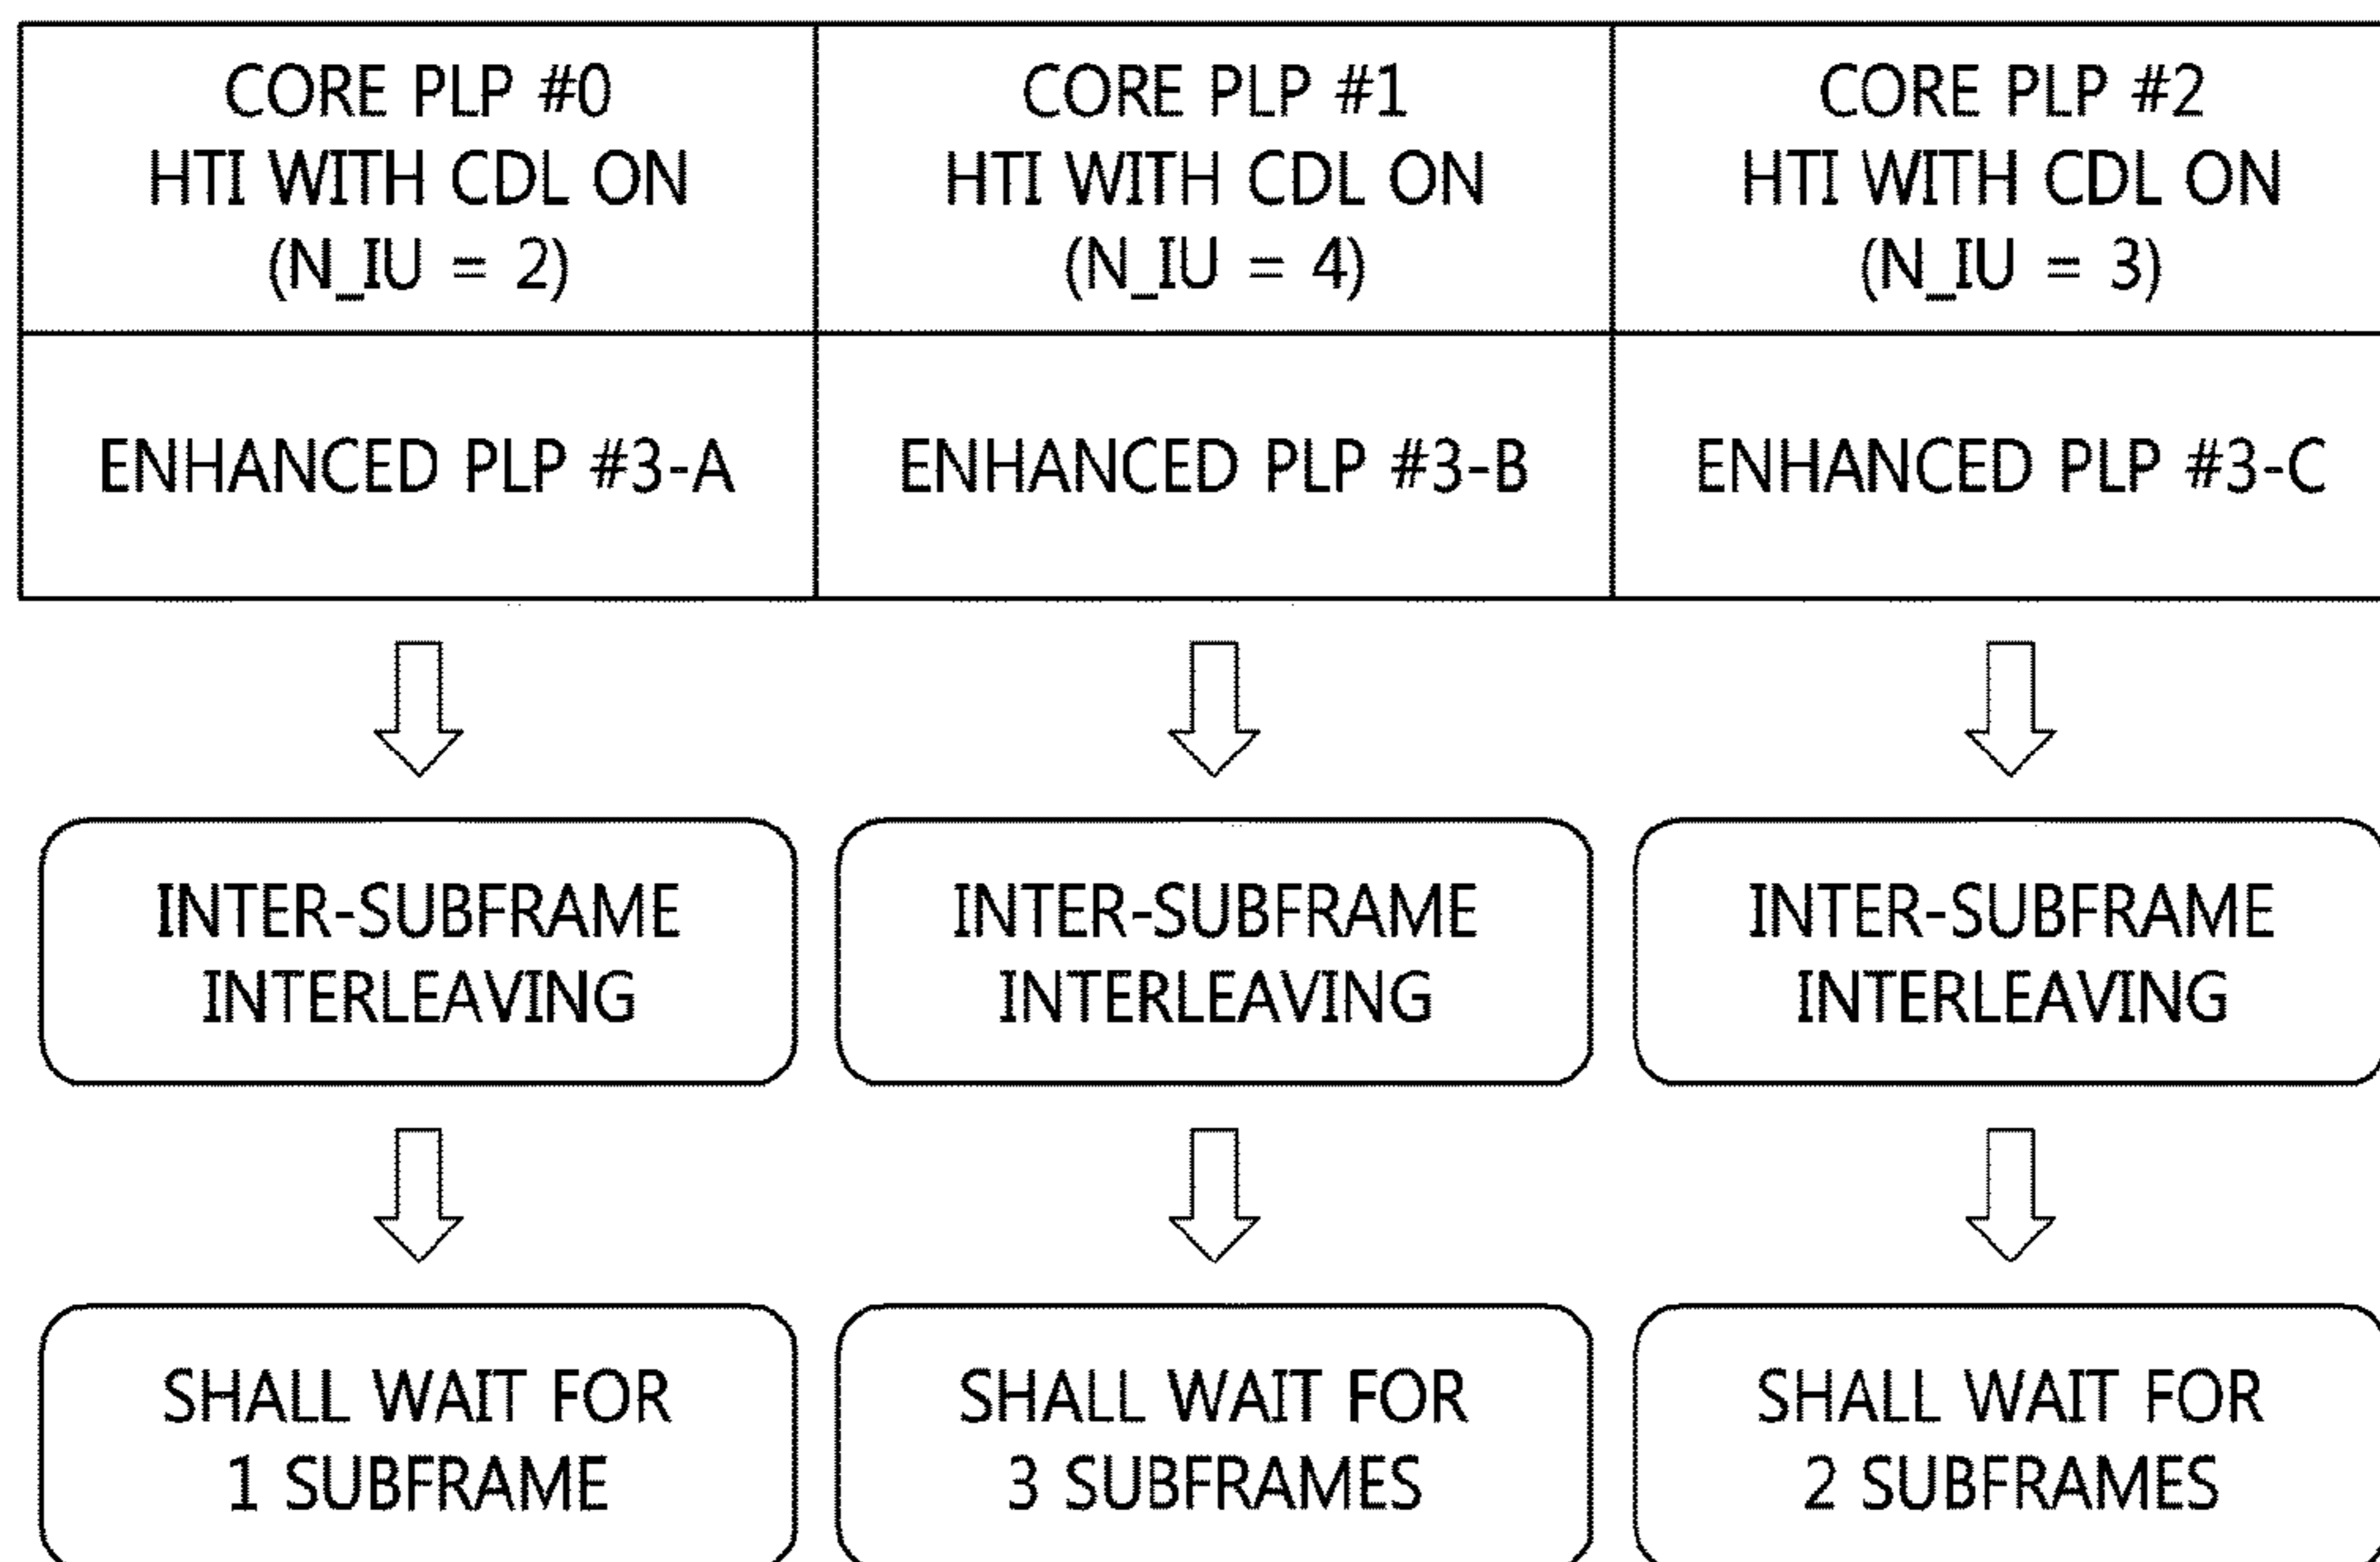 CORE PLP #0
HTI WITH CDL ON
(N_IU = 2)
CORE PLP #1
HTI WITH CDL ON
(N_IU = 4)
CORE PLP #2
HTI WITH CDL ON
(N_IU = 3)
ENHANCED PLP #3-A
ENHANCED PLP #3-B
ENHANCED PLP #3-C
INTER-SUBFRAME
INTERLEAVING
INTER-SUBFRAME
INTERLEAVING
INTER-SUBFRAME
INTERLEAVING
SHALL WAIT FOR
1 SUBFRAME
SHALL WAIT FOR
3 SUBFRAMES
SHALL WAIT FOR
2 SUBFRAMES